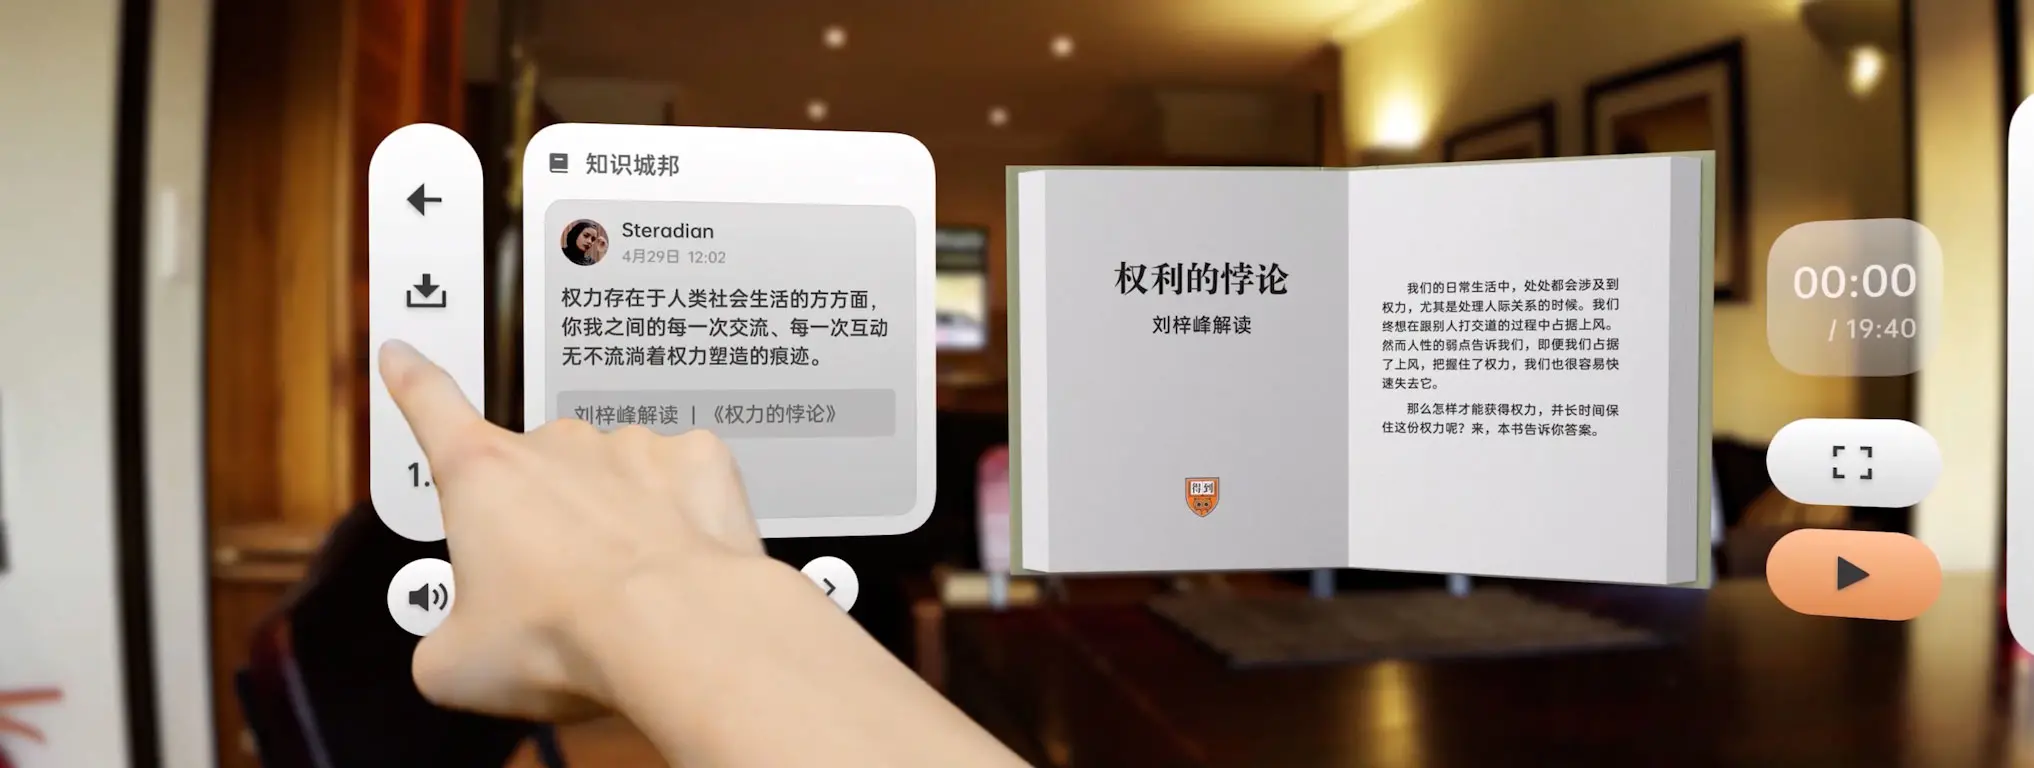 知识城邦
Steradian
4月29日 12:02
权力存在于人类社会生活的方方面，
你我之间的每一次交流、每一次互动
无不流淌着权力塑造的痕迹。
刘梓峰解读 | 《权力的悖论》
1.
权利的悖论
刘梓峰解读
得到
我们的日常生活中，处处都会涉及到
权力，尤其是处理人际关系的时候。我们
终想在跟别人打交道的过程中占据上风。
然而人性的弱点告诉我们，即便我们占据
了上风，把握住了权力，我们也很容易快
速失去它。
那么怎样才能获得权力，并长时间保
住这份权力呢？来，本书告诉你答案。
00:00
/ 19:40